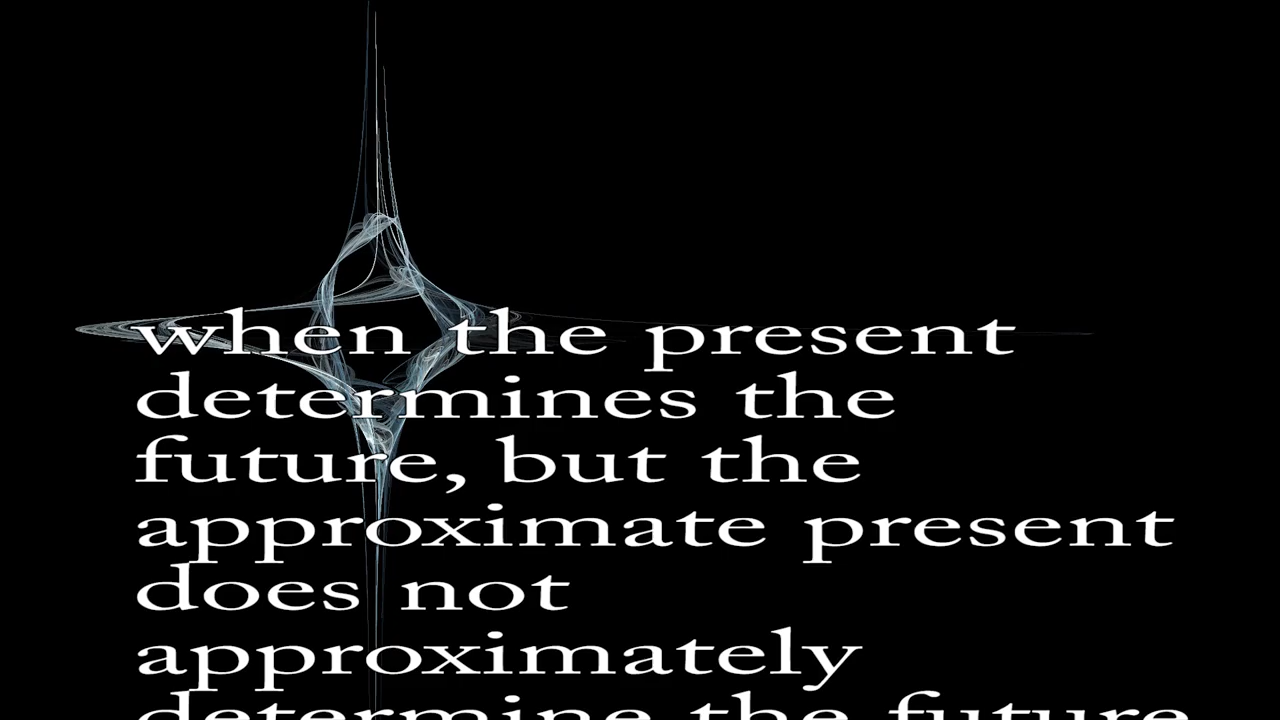 when the present
determines the
future, but the
approximate present
does not
approximately
determine the future